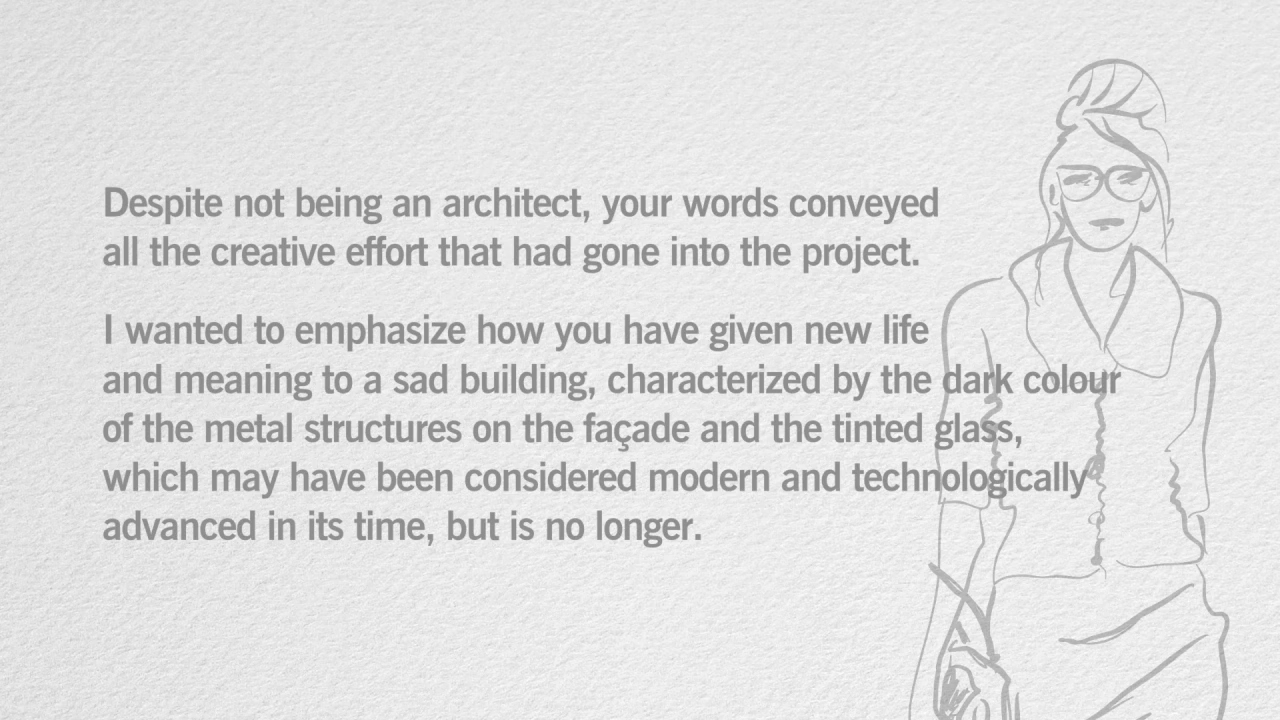 Despite not being an architect, your words conveyed
all the creative effort that had gone into the project.
I wanted to emphasize how you have given new life
and meaning to a sad building, characterized by the dark colour
of the metal structures on the façade and the tinted glass,
which may have been considered modern and technologically
advanced in its time, but is no longer.